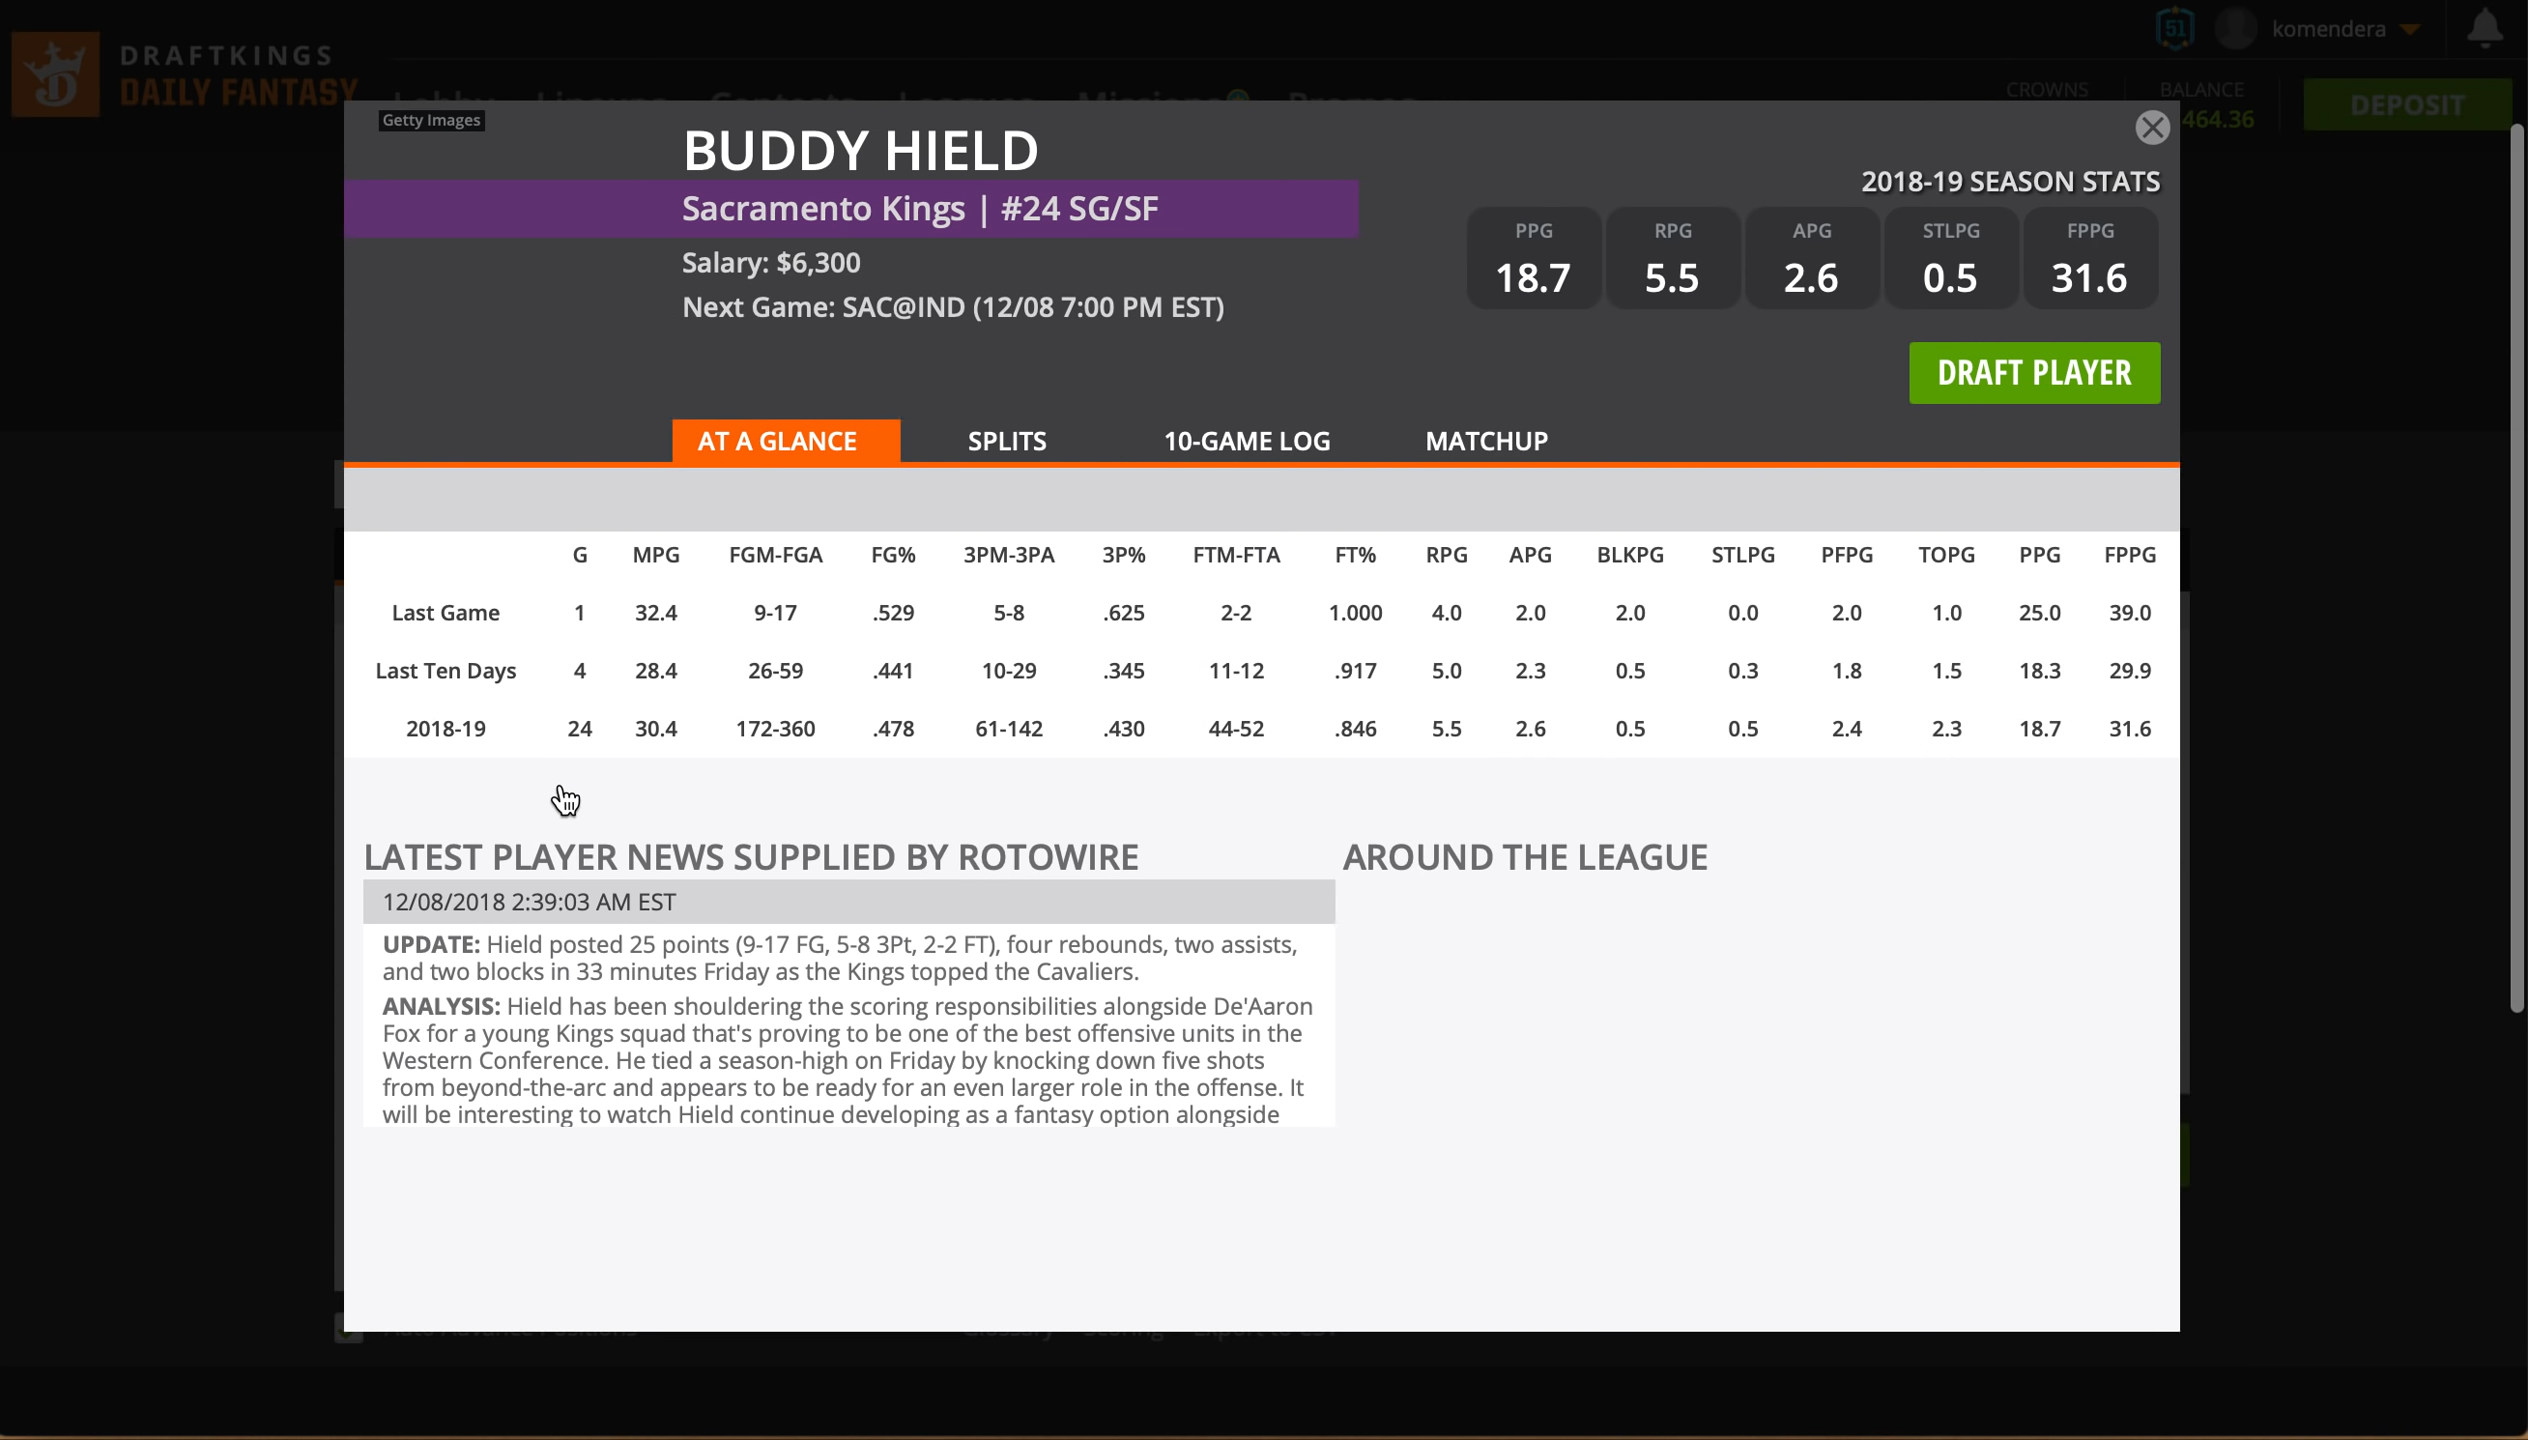 DRAFTKINGS
DAILY FANTASY
Lobby Lineups Contests Leagues Missions Promos
51 komendera
CROWNS BALANCE
464.36
DEPOSIT
Getty Images
BUDDY HIELD
Sacramento Kings | #24 SG/SF
Salary: $6,300
Next Game: SAC@IND (12/08 7:00 PM EST)
2018-19 SEASON STATS
PPG RPG APG STLPG FPPG
18.7 5.5 2.6 0.5 31.6
DRAFT PLAYER
AT A GLANCE SPLITS 10-GAME LOG MATCHUP
G MPG FGM-FGA FG% 3PM-3PA 3P% FTM-FTA FT% RPG APG BLKPG STLPG PFPG TOPG PPG FPPG
Last Game 1 32.4 9-17 .529 5-8 .625 2-2 1.000 4.0 2.0 2.0 0.0 2.0 1.0 25.0 39.0
Last Ten Days 4 28.4 26-59 .441 10-29 .345 11-12 .917 5.0 2.3 0.5 0.3 1.8 1.5 18.3 29.9
2018-19 24 30.4 172-360 .478 61-142 .430 44-52 .846 5.5 2.6 0.5 0.5 2.4 2.3 18.7 31.6
LATEST PLAYER NEWS SUPPLIED BY ROTOWIRE
12/08/2018 2:39:03 AM EST
UPDATE: Hield posted 25 points (9-17 FG, 5-8 3Pt, 2-2 FT), four rebounds, two assists,
and two blocks in 33 minutes Friday as the Kings topped the Cavaliers.
ANALYSIS: Hield has been shouldering the scoring responsibilities alongside De'Aaron
Fox for a young Kings squad that's proving to be one of the best offensive units in the
Western Conference. He tied a season-high on Friday by knocking down five shots
from beyond-the-arc and appears to be ready for an even larger role in the offense. It
will be interesting to watch Hield continue developing as a fantasy option alongside
AROUND THE LEAGUE